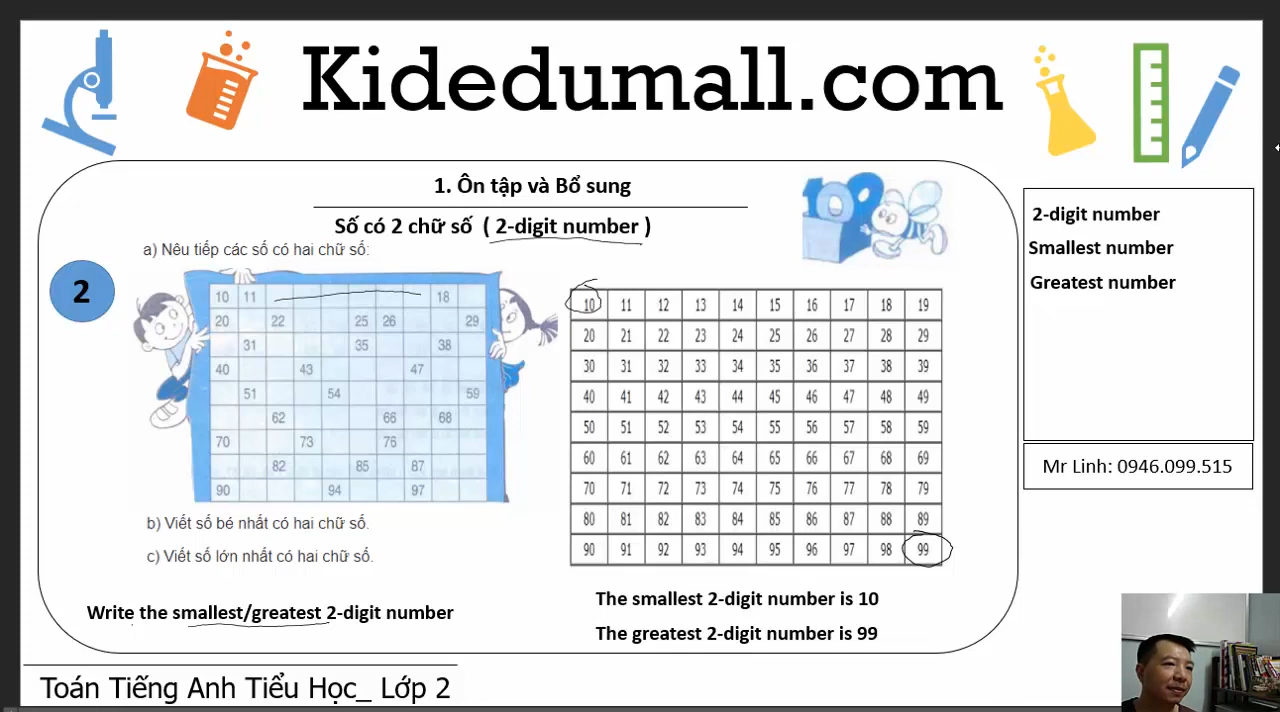 Kidedumall.com
1. Ôn tập và Bổ sung
Số có 2 chữ số ( 2-digit number )
a) Nêu tiếp các số có hai chữ số:
2
10 11 18
20 22 25 26 29
31 35 38
40 43 47
51 54 59
62 66 68
70 73 76
82 85 87
90 94 97
b) Viết số bé nhất có hai chữ số.
c) Viết số lớn nhất có hai chữ số.
Write the smallest/greatest 2-digit number
109
10 11 12 13 14 15 16 17 18 19
20 21 22 23 24 25 26 27 28 29
30 31 32 33 34 35 36 37 38 39
40 41 42 43 44 45 46 47 48 49
50 51 52 53 54 55 56 57 58 59
60 61 62 63 64 65 66 67 68 69
70 71 72 73 74 75 76 77 78 79
80 81 82 83 84 85 86 87 88 89
90 91 92 93 94 95 96 97 98 99
The smallest 2-digit number is 10
The greatest 2-digit number is 99
2-digit number
Smallest number
Greatest number
Mr Linh: 0946.099.515
Toán Tiếng Anh Tiểu Học_ Lớp 2